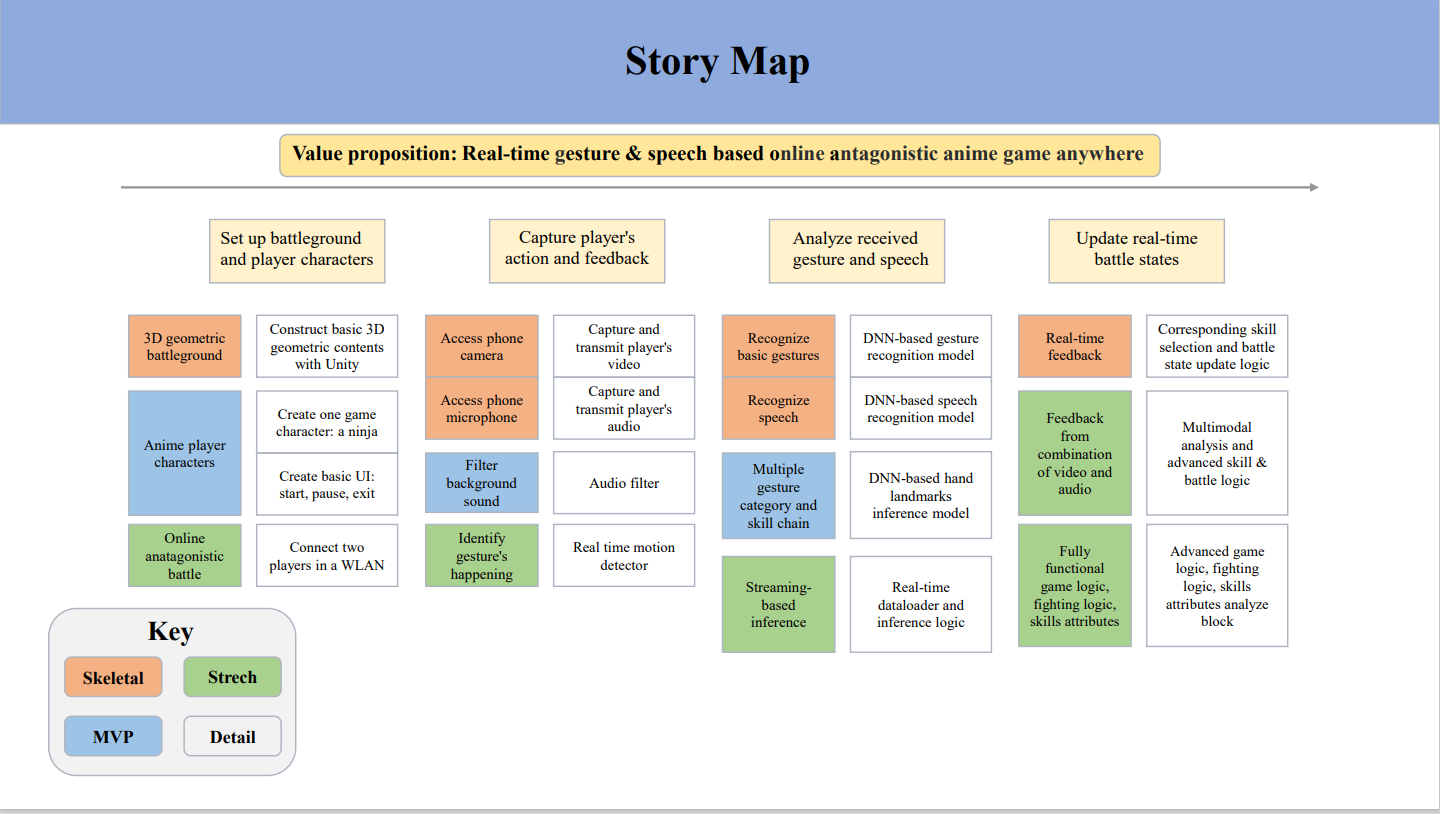 Story Map
Value proposition: Real-time gesture & speech based online antagonistic anime game anywhere
Set up battleground
and player characters
Capture player's
action and feedback
Analyze received
gesture and speech
Update real-time
battle states
3D geometric
battleground
Construct basic 3D
geometric contents
with Unity
Anime player
characters
Create one game
character: a ninja
Create basic UI:
start, pause, exit
Online
anatagonistic
battle
Connect two
players in a WLAN
Access phone
camera
Capture and
transmit player's
video
Access phone
microphone
Capture and
transmit player's
audio
Filter
background
sound
Audio filter
Identify
gesture's
happening
Real time motion
detector
Recognize
basic gestures
DNN-based gesture
recognition model
Recognize
speech
DNN-based speech
recognition model
Multiple
gesture
category and
skill chain
DNN-based hand
landmarks
inference model
Streaming-
based
inference
Real-time
dataloader and
inference logic
Real-time
feedback
Corresponding skill
selection and battle
state update logic
Feedback
from
combination
of video and
audio
Multimodal
analysis and
advanced skill &
battle logic
Fully
functional
game logic,
fighting logic,
skills attributes
Advanced game
logic, fighting
logic, skills
attributes analyze
block
Key
Skeletal
Strech
MVP
Detail